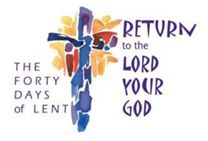 THE
FORTY
DAYS
of LENT
RETURN
to the
LORD
YOUR
GOD